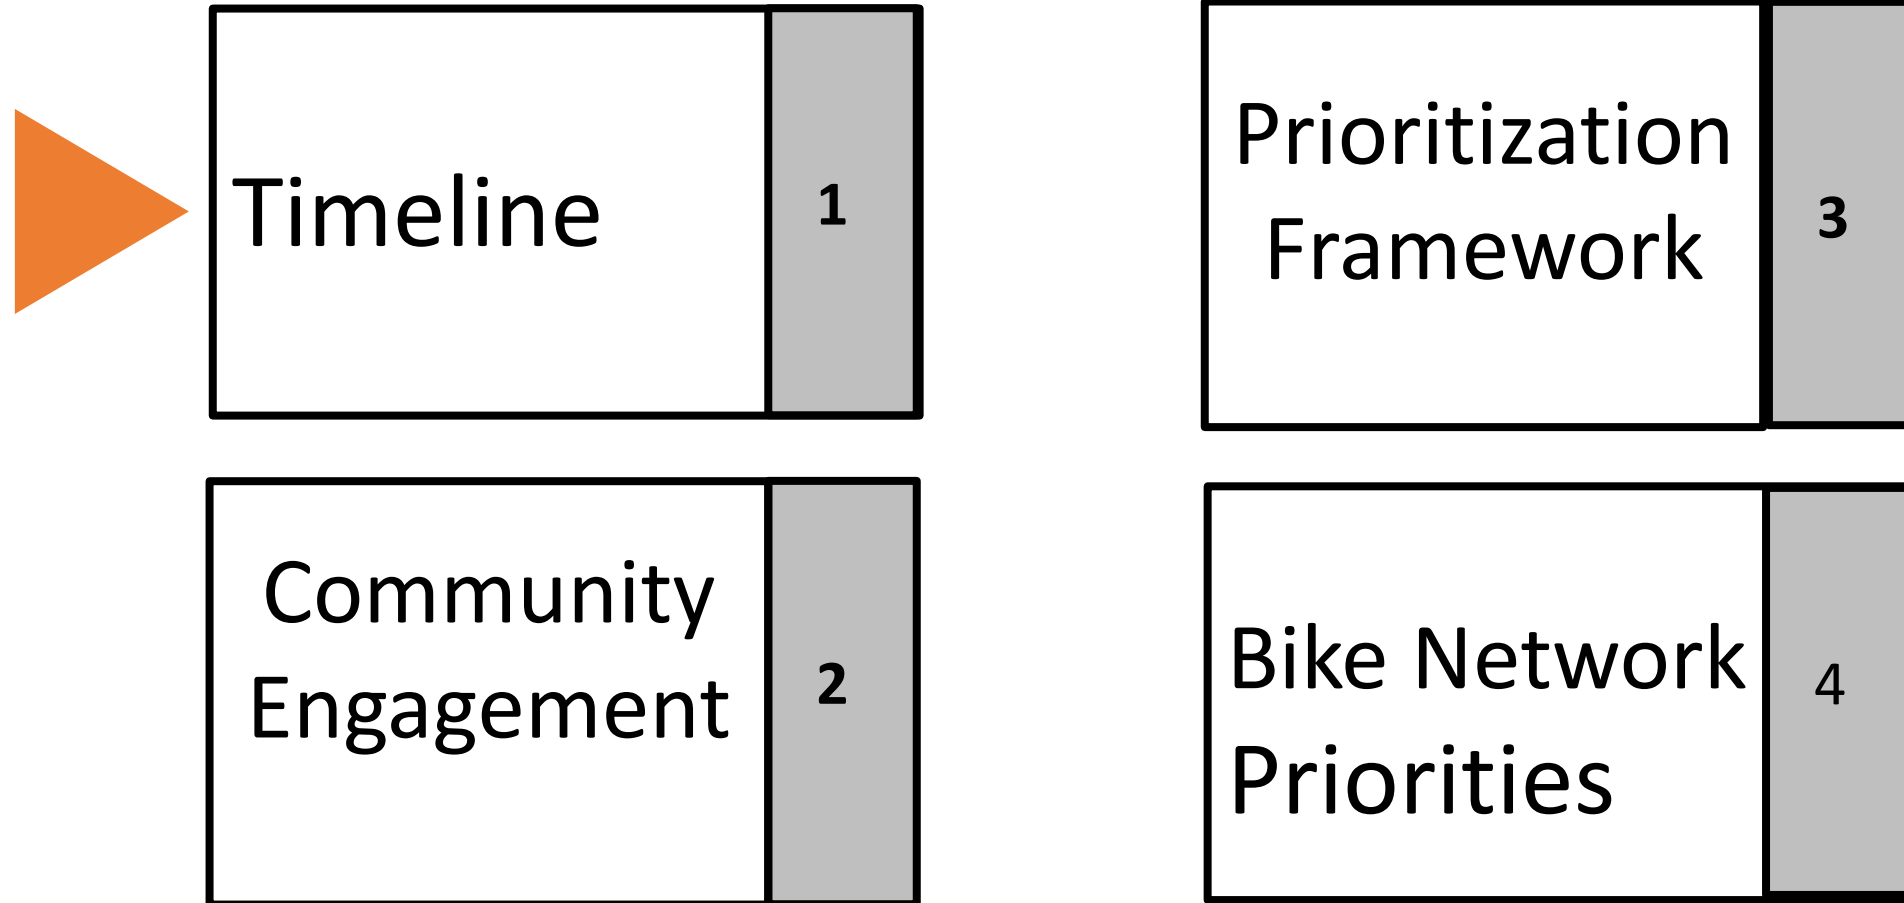 Timeline
1
Community
Engagement
2
Prioritization
Framework
3
Bike Network
Priorities
4